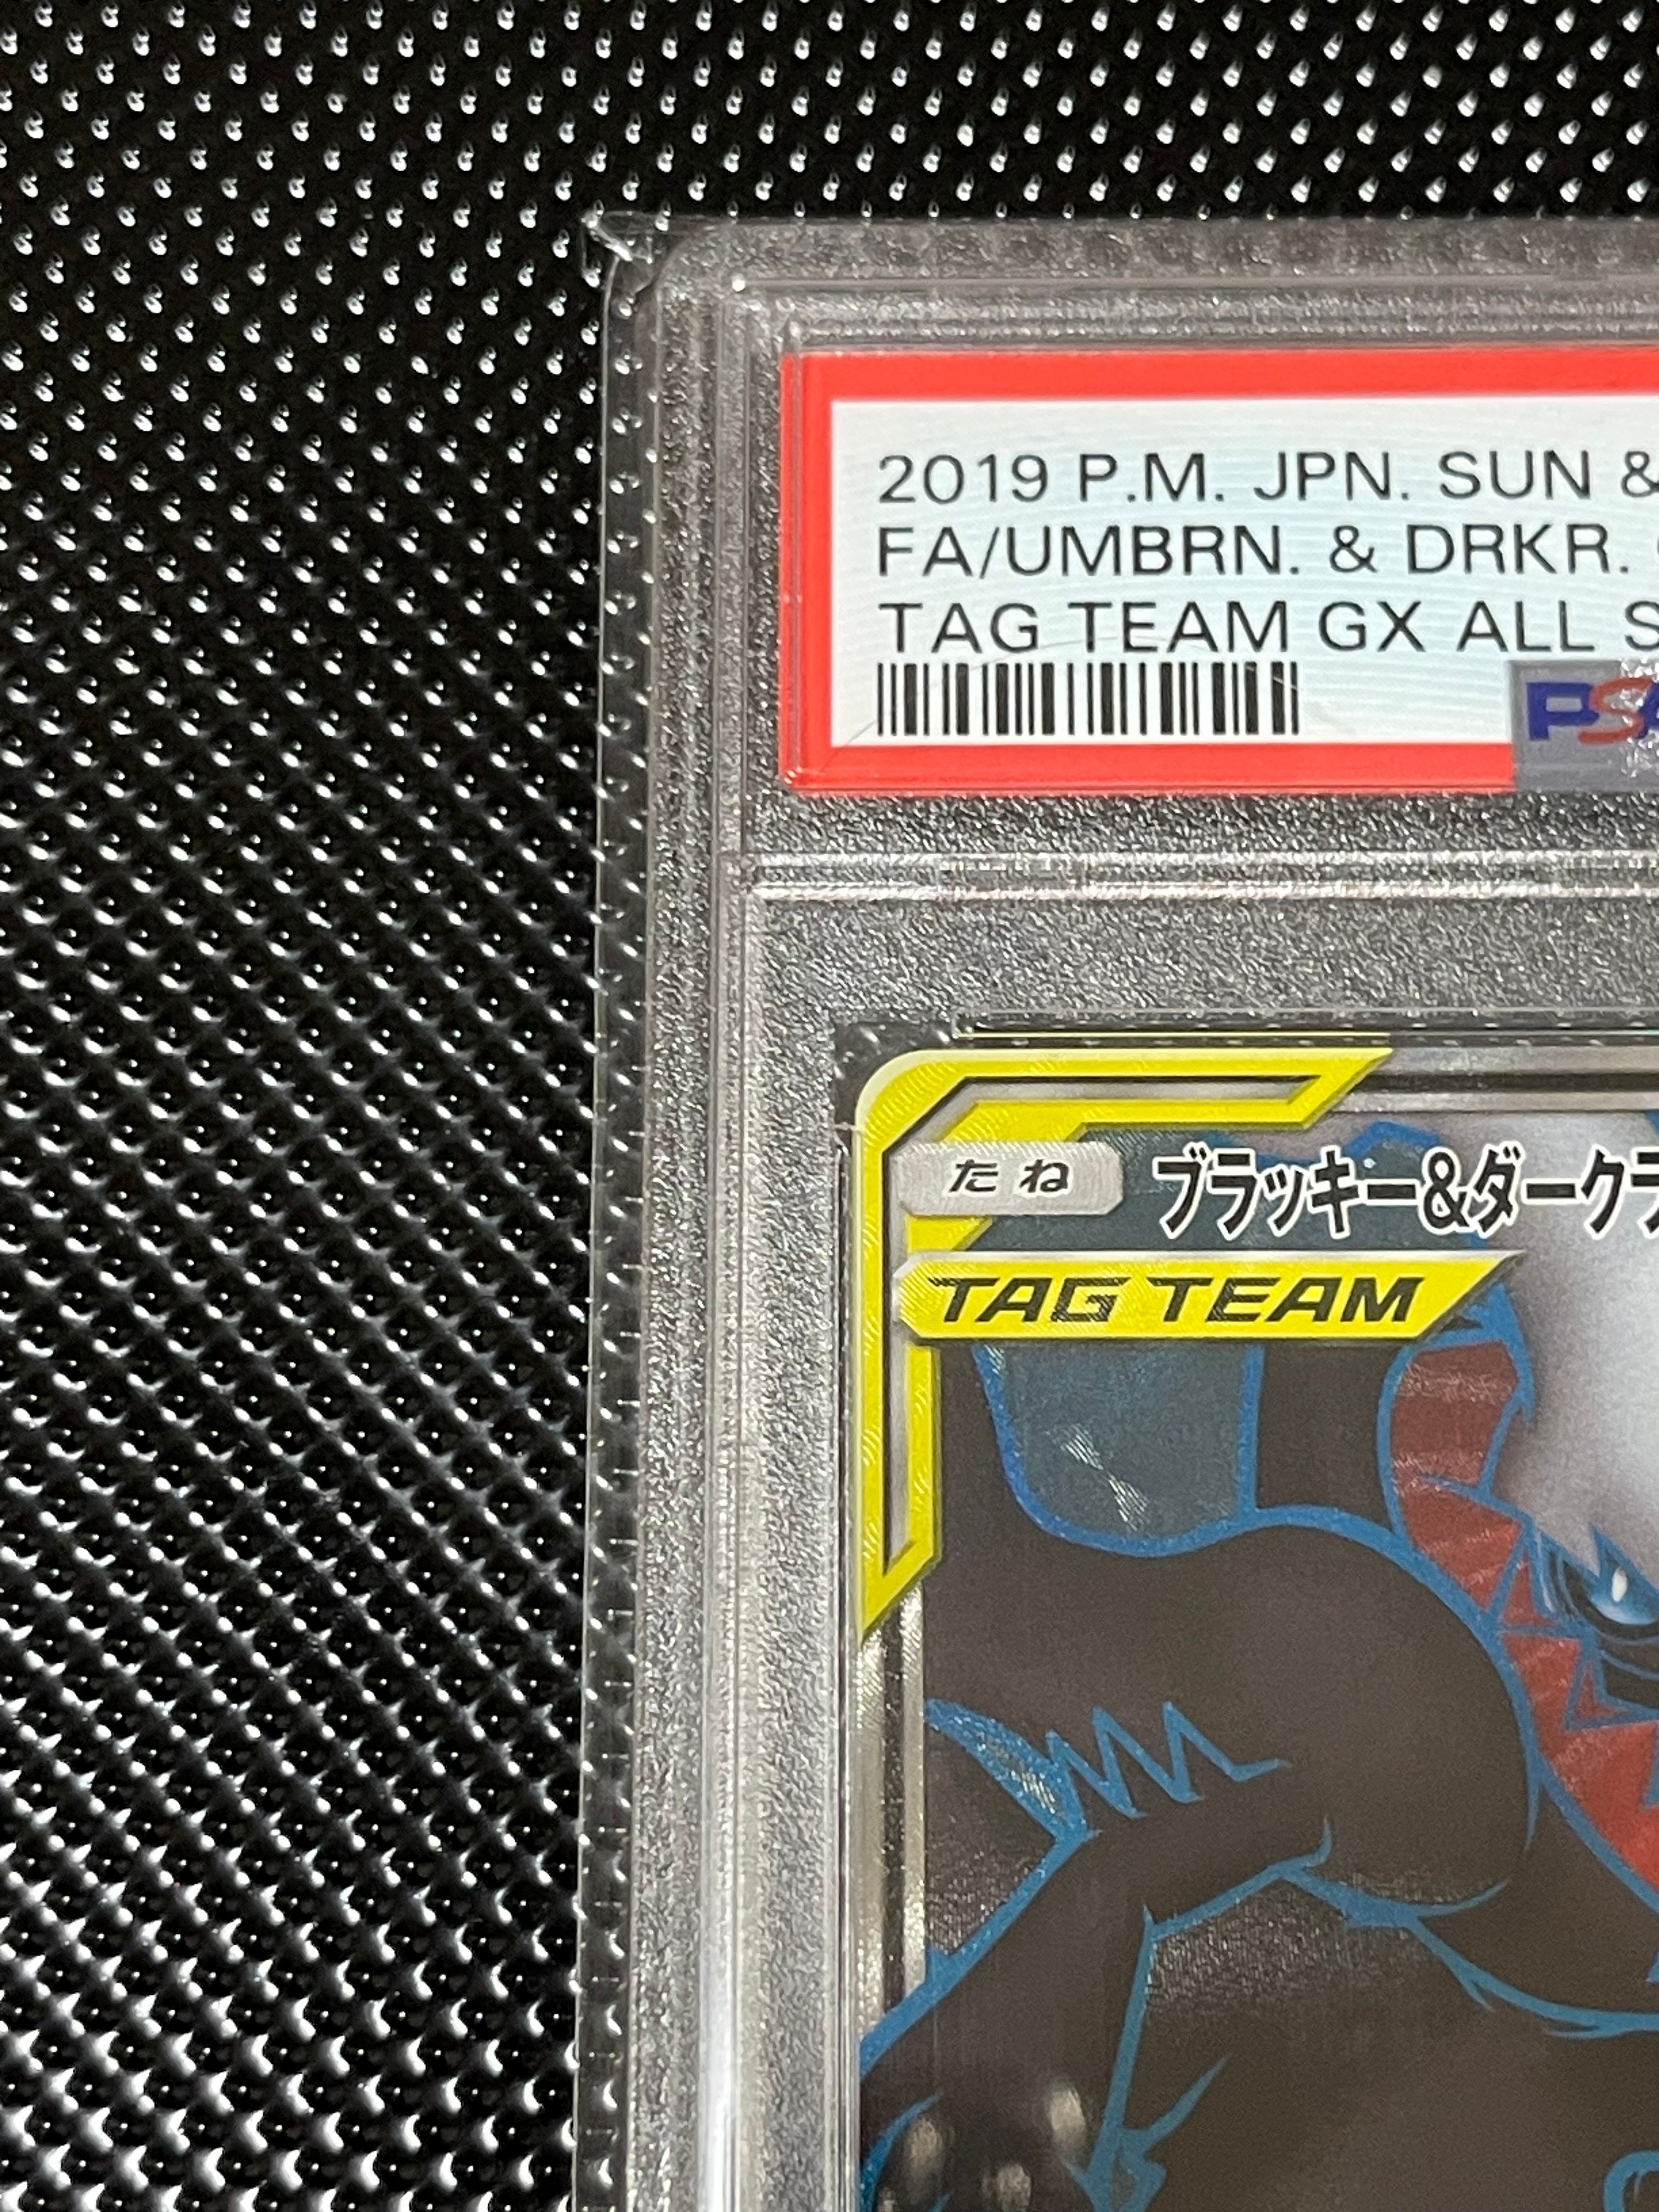 2019 P.M. JPN. SUN &
FA/UMBRN. & DRKR.
TAG TEAM GX ALL S
PSA
たね
ブラッキー&ダークラ
TAG TEAM